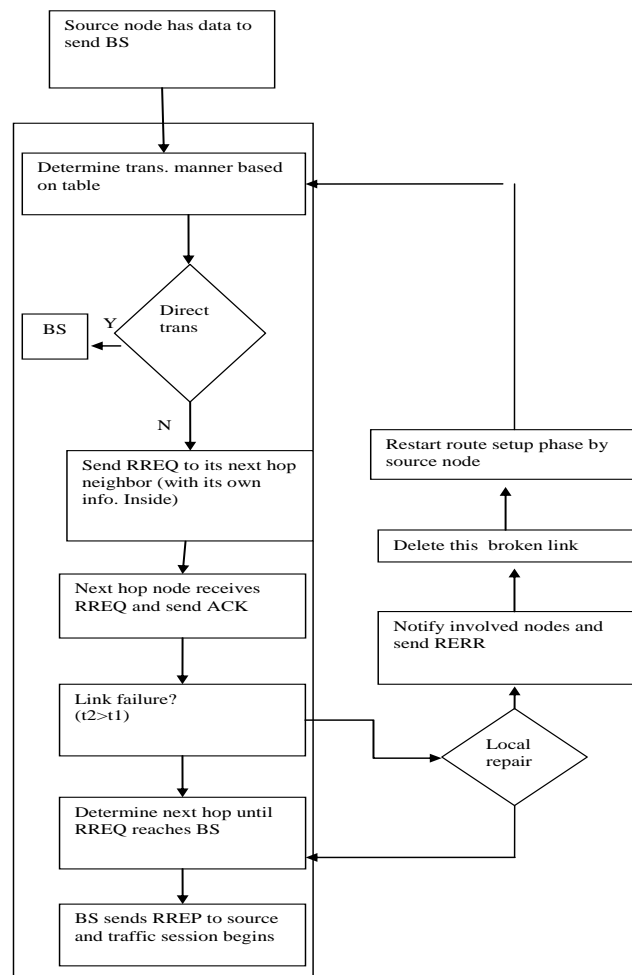 Source node has data to
send BS
Determine trans. manner based
on table
Direct
trans
Y
BS
N
Send RREQ to its next hop
neighbor (with its own
info. Inside)
Next hop node receives
RREQ and send ACK
Link failure?
(t2>t1)
Determine next hop until
RREQ reaches BS
BS sends RREP to source
and traffic session begins
Restart route setup phase by
source node
Delete this broken link
Notify involved nodes and
send RERR
Local
repair